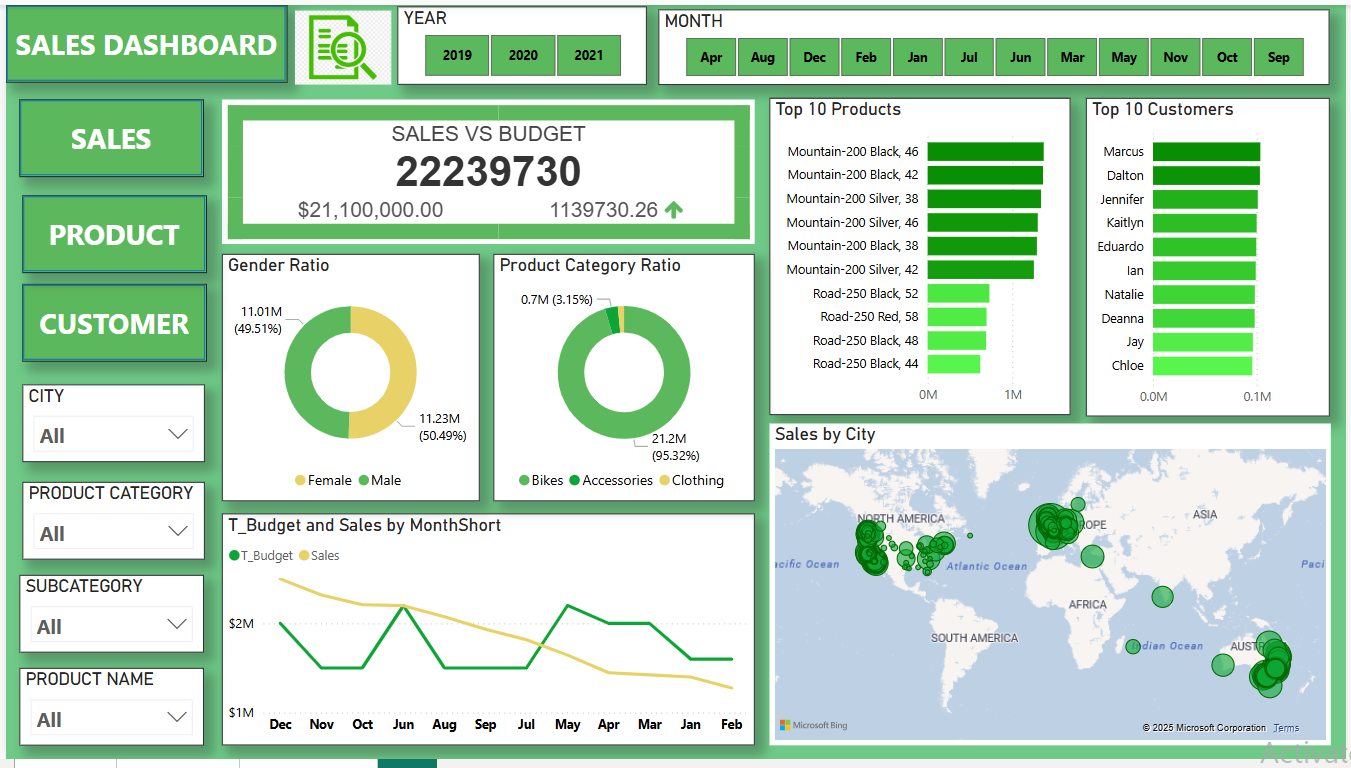 SALES DASHBOARD
YEAR
2019 2020 2021
MONTH
Apr Aug Dec Feb Jan Jul Jun Mar May Nov Oct Sep
SALES
PRODUCT
CUSTOMER
CITY
All
PRODUCT CATEGORY
All
SUBCATEGORY
All
PRODUCT NAME
All
SALES VS BUDGET
22239730
$21,100,000.00 1139730.26
Gender Ratio
11.01M
(49.51%)
11.23M
(50.49%)
Female Male
Product Category Ratio
0.7M (3.15%)
21.2M
(95.32%)
Bikes Accessories Clothing
T_Budget and Sales by MonthShort
T_Budget Sales
$2M
$1M
Dec Nov Oct Jun Aug Sep Jul May Apr Mar Jan Feb
Top 10 Products
Mountain-200 Black, 46
Mountain-200 Black, 42
Mountain-200 Silver, 38
Mountain-200 Silver, 46
Mountain-200 Black, 38
Mountain-200 Silver, 42
Road-250 Black, 52
Road-250 Red, 58
Road-250 Black, 48
Road-250 Black, 44
0M 1M
Top 10 Customers
Marcus
Dalton
Jennifer
Kaitlyn
Eduardo
Ian
Natalie
Deanna
Jay
Chloe
0.0M 0.1M
Sales by City
NORTH AMERICA
ROPE
ASIA
acific Ocean
Atlantic Ocean
Paci
AFRICA
SOUTH AMERICA
Indian Ocean
AUST
Microsoft Bing
© 2025 Microsoft Corporation Terms
Activate